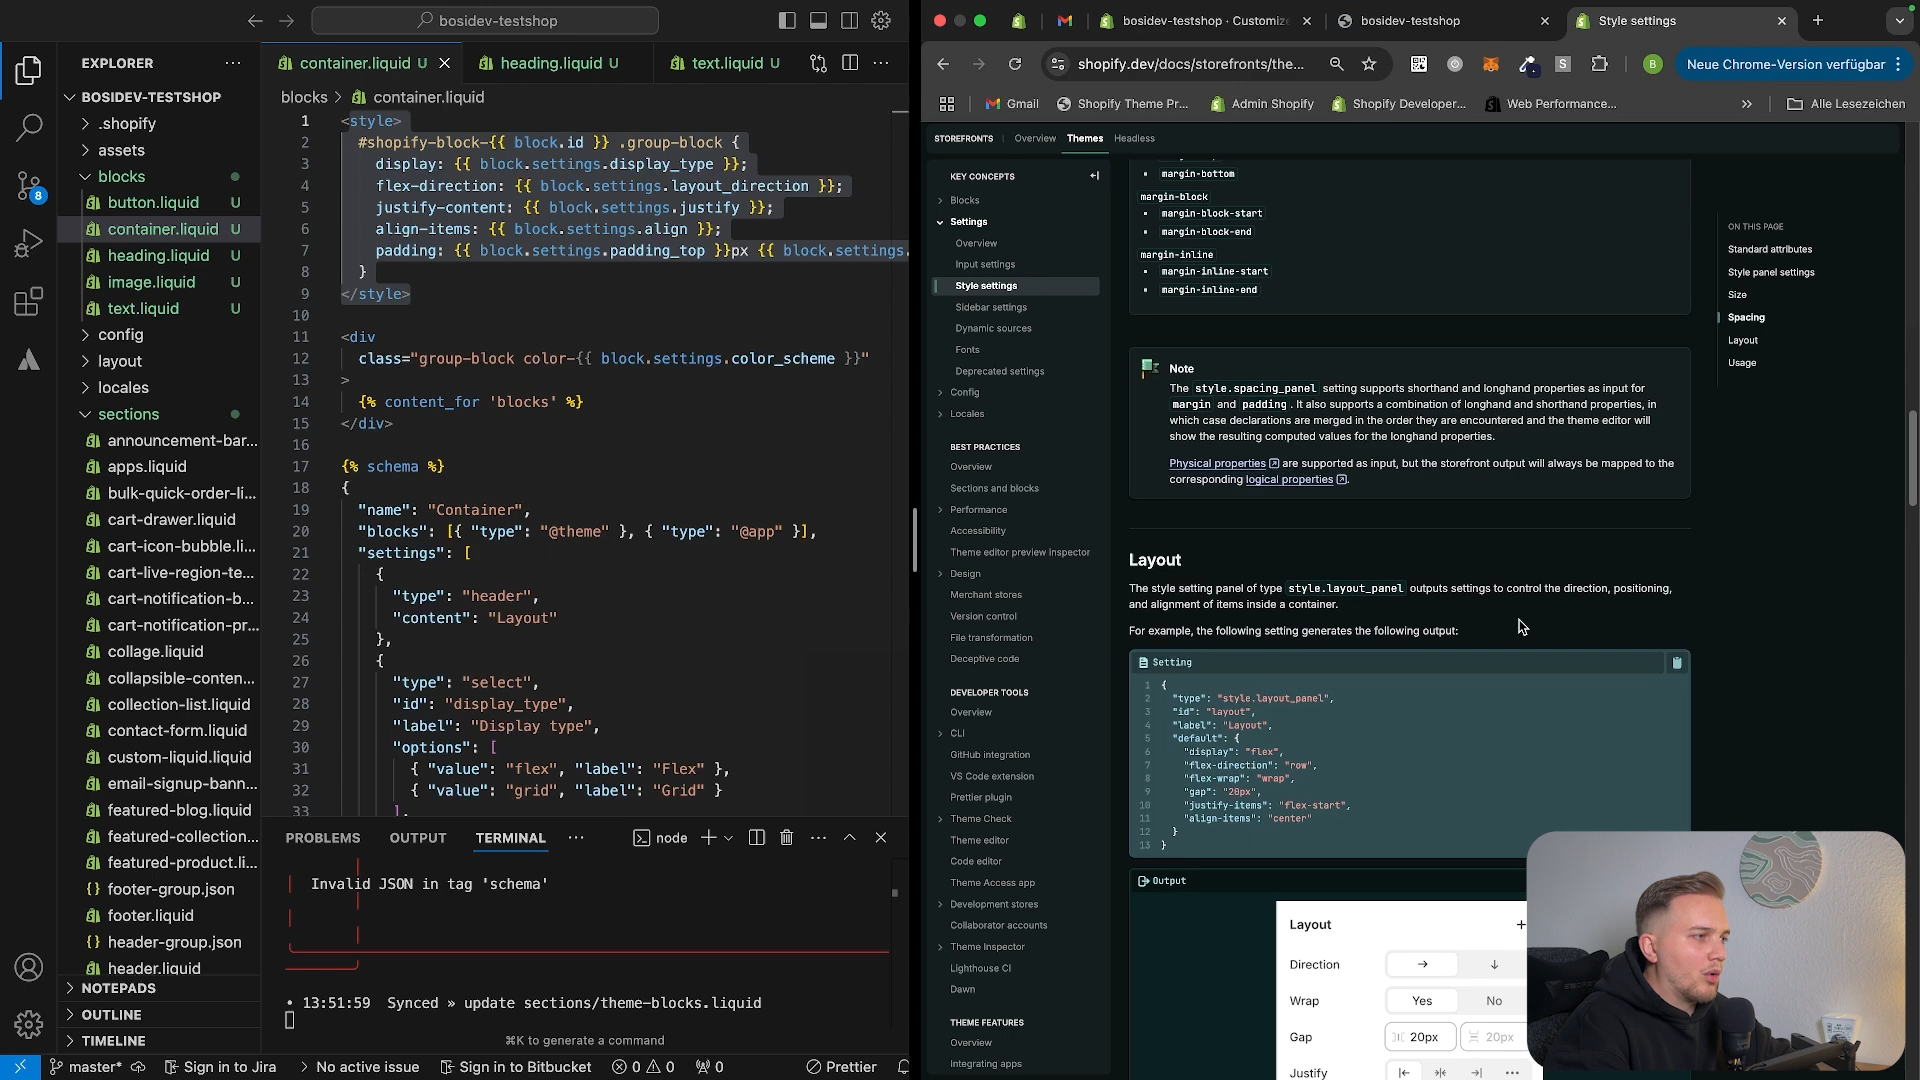 bosidev-testshop
EXPLORER
BOSIDEV-TESTSHOP
.shopify
assets
blocks
button.liquid U
container.liquid U
heading.liquid U
image.liquid U
text.liquid U
config
layout
locales
sections
announcement-bar...
apps.liquid
bulk-quick-order-li...
cart-drawer.liquid
cart-icon-bubble.li...
cart-live-region-te...
cart-notification-b...
cart-notification-pr...
collage.liquid
collapsible-conten...
collection-list.liquid
contact-form.liquid
custom-liquid.liquid
email-signup-bann...
featured-blog.liquid
featured-collection...
featured-product.li...
footer-group.json
footer.liquid
header-group.json
header.liquid
NOTEPADS
OUTLINE
TIMELINE
8
container.liquid U
heading.liquid U
text.liquid U
blocks > container.liquid
1 <style>
2 #shopify-block-{{ block.id }} .group-block {
3 display: {{ block.settings.display_type }};
4 flex-direction: {{ block.settings.layout_direction }};
5 justify-content: {{ block.settings.justify }};
6 align-items: {{ block.settings.align }};
7 padding: {{ block.settings.padding_top }}px {{ block.settings.
8 }
9 </style>
10
11 <div
12 class="group-block color-{{ block.settings.color_scheme }}"
13 >
14 {% content_for 'blocks' %}
15 </div>
16
17 {% schema %}
18 {
19 "name": "Container",
20 "blocks": [{ "type": "@theme" }, { "type": "@app" }],
21 "settings": [
22 {
23 "type": "header",
24 "content": "Layout"
25 },
26 {
27 "type": "select",
28 "id": "display_type",
29 "label": "Display type",
30 "options": [
31 { "value": "flex", "label": "Flex" },
32 { "value": "grid", "label": "Grid" }
33 ],
PROBLEMS OUTPUT TERMINAL node
Invalid JSON in tag 'schema'
• 13:51:59 Synced » update sections/theme-blocks.liquid
⌘K to generate a command
master* Sign in to Jira No active issue Sign in to Bitbucket 0 0 0 Prettier
bosidev-testshop · Customize
bosidev-testshop
Style settings
shopify.dev/docs/storefronts/the...
B
Neue Chrome-Version verfügbar
Gmail
Shopify Theme Pr...
Admin Shopify
Shopify Developer...
Web Performance...
Alle Lesezeichen
STOREFRONTS Overview Themes Headless
KEY CONCEPTS
Blocks
Settings
Overview
Input settings
Style settings
Sidebar settings
Dynamic sources
Fonts
Deprecated settings
Config
Locales
BEST PRACTICES
Overview
Sections and blocks
Performance
Accessibility
Theme editor preview inspector
Design
Merchant stores
Version control
File transformation
Deceptive code
DEVELOPER TOOLS
Overview
CLI
GitHub integration
VS Code extension
Prettier plugin
Theme Check
Theme editor
Code editor
Theme Access app
Development stores
Collaborator accounts
Theme Inspector
Lighthouse CI
Dawn
THEME FEATURES
Overview
Integrating apps
margin-bottom
margin-block
margin-block-start
margin-block-end
margin-inline
margin-inline-start
margin-inline-end
Note
The style.spacing_panel setting supports shorthand and longhand properties as input for
margin and padding. It also supports a combination of longhand and shorthand properties, in
which case declarations are merged in the order they are encountered and the theme editor will
show the resulting computed values for the longhand properties.
Physical properties are supported as input, but the storefront output will always be mapped to the
corresponding logical properties.
Layout
The style setting panel of type style.layout_panel outputs settings to control the direction, positioning,
and alignment of items inside a container.
For example, the following setting generates the following output:
Setting
1 {
2 "type": "style.layout_panel",
3 "id": "layout",
4 "label": "Layout",
5 "default": {
6 "display": "flex",
7 "flex-direction": "row",
8 "flex-wrap": "wrap",
9 "gap": "20px",
10 "justify-items": "flex-start",
11 "align-items": "center"
12 }
13 }
Output
Layout
Direction
Wrap Yes No
Gap 20px 20px
Justify
ON THIS PAGE
Standard attributes
Style panel settings
Size
Spacing
Layout
Usage